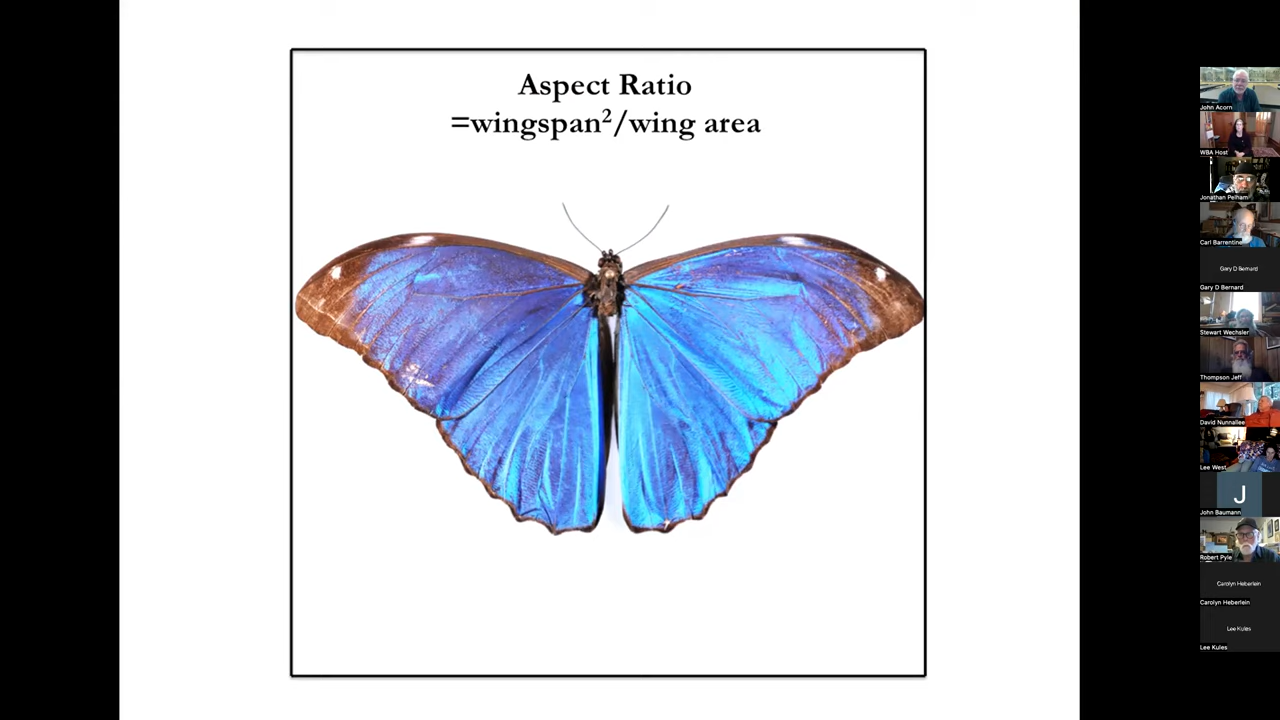 Aspect Ratio
=wingspan²/wing area
John Acorn
WBA Host
Jonathan Pelham
Carl Barrentine
Gary D Bernard
Gary D Bernard
Stewart Wechsler
Thompson Jeff
David Nunnallee
Lee West
J
John Baumann
Robert Pyle
Carolyn Heberlein
Carolyn Heberlein
Lee Kules
Lee Kules